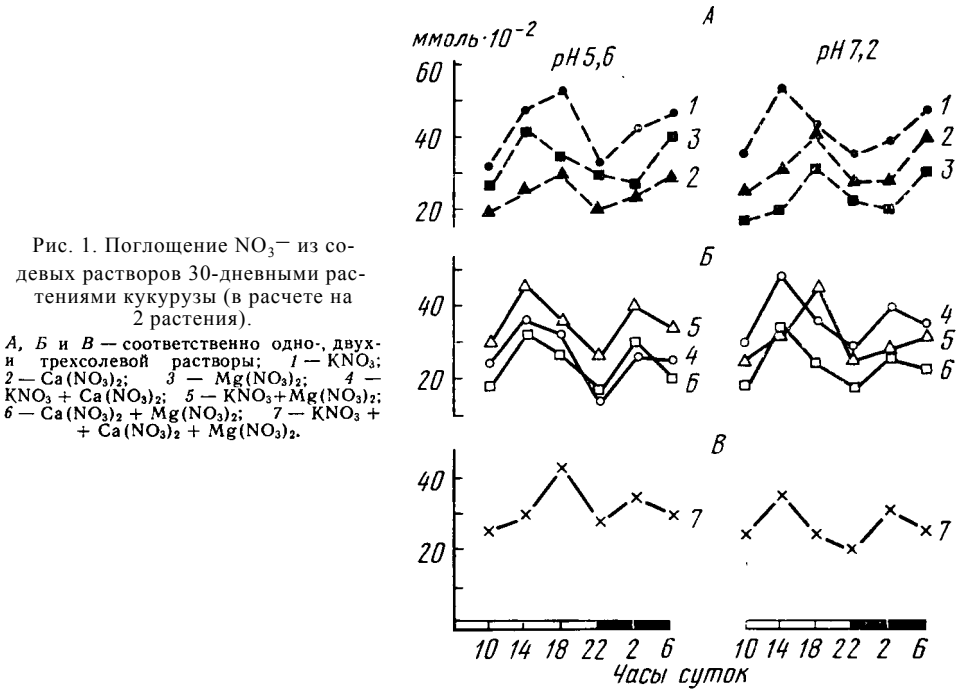 А
ммоль·10⁻²
pH 5,6
pH 7,2
60
40
20
1
3
2
1
2
3
Рис. 1. Поглощение NO₃⁻ из со-
девых растворов 30-дневными рас-
тениями кукурузы (в расчете на
2 растения).
А, Б и В — соответственно одно-, двух-
и трехсолевой растворы; 1 — KNO₃;
2 — Ca(NO₃)₂; 3 — Mg(NO₃)₂; 4 —
KNO₃ + Ca(NO₃)₂; 5 — KNO₃+Mg(NO₃)₂;
6 — Ca(NO₃)₂ + Mg(NO₃)₂; 7 — KNO₃ +
+ Ca(NO₃)₂ + Mg(NO₃)₂.
Б
40
20
5
4
6
4
5
6
В
40
20
7
7
10 14 18 22 2 6
10 14 18 22 2 6
Часы суток